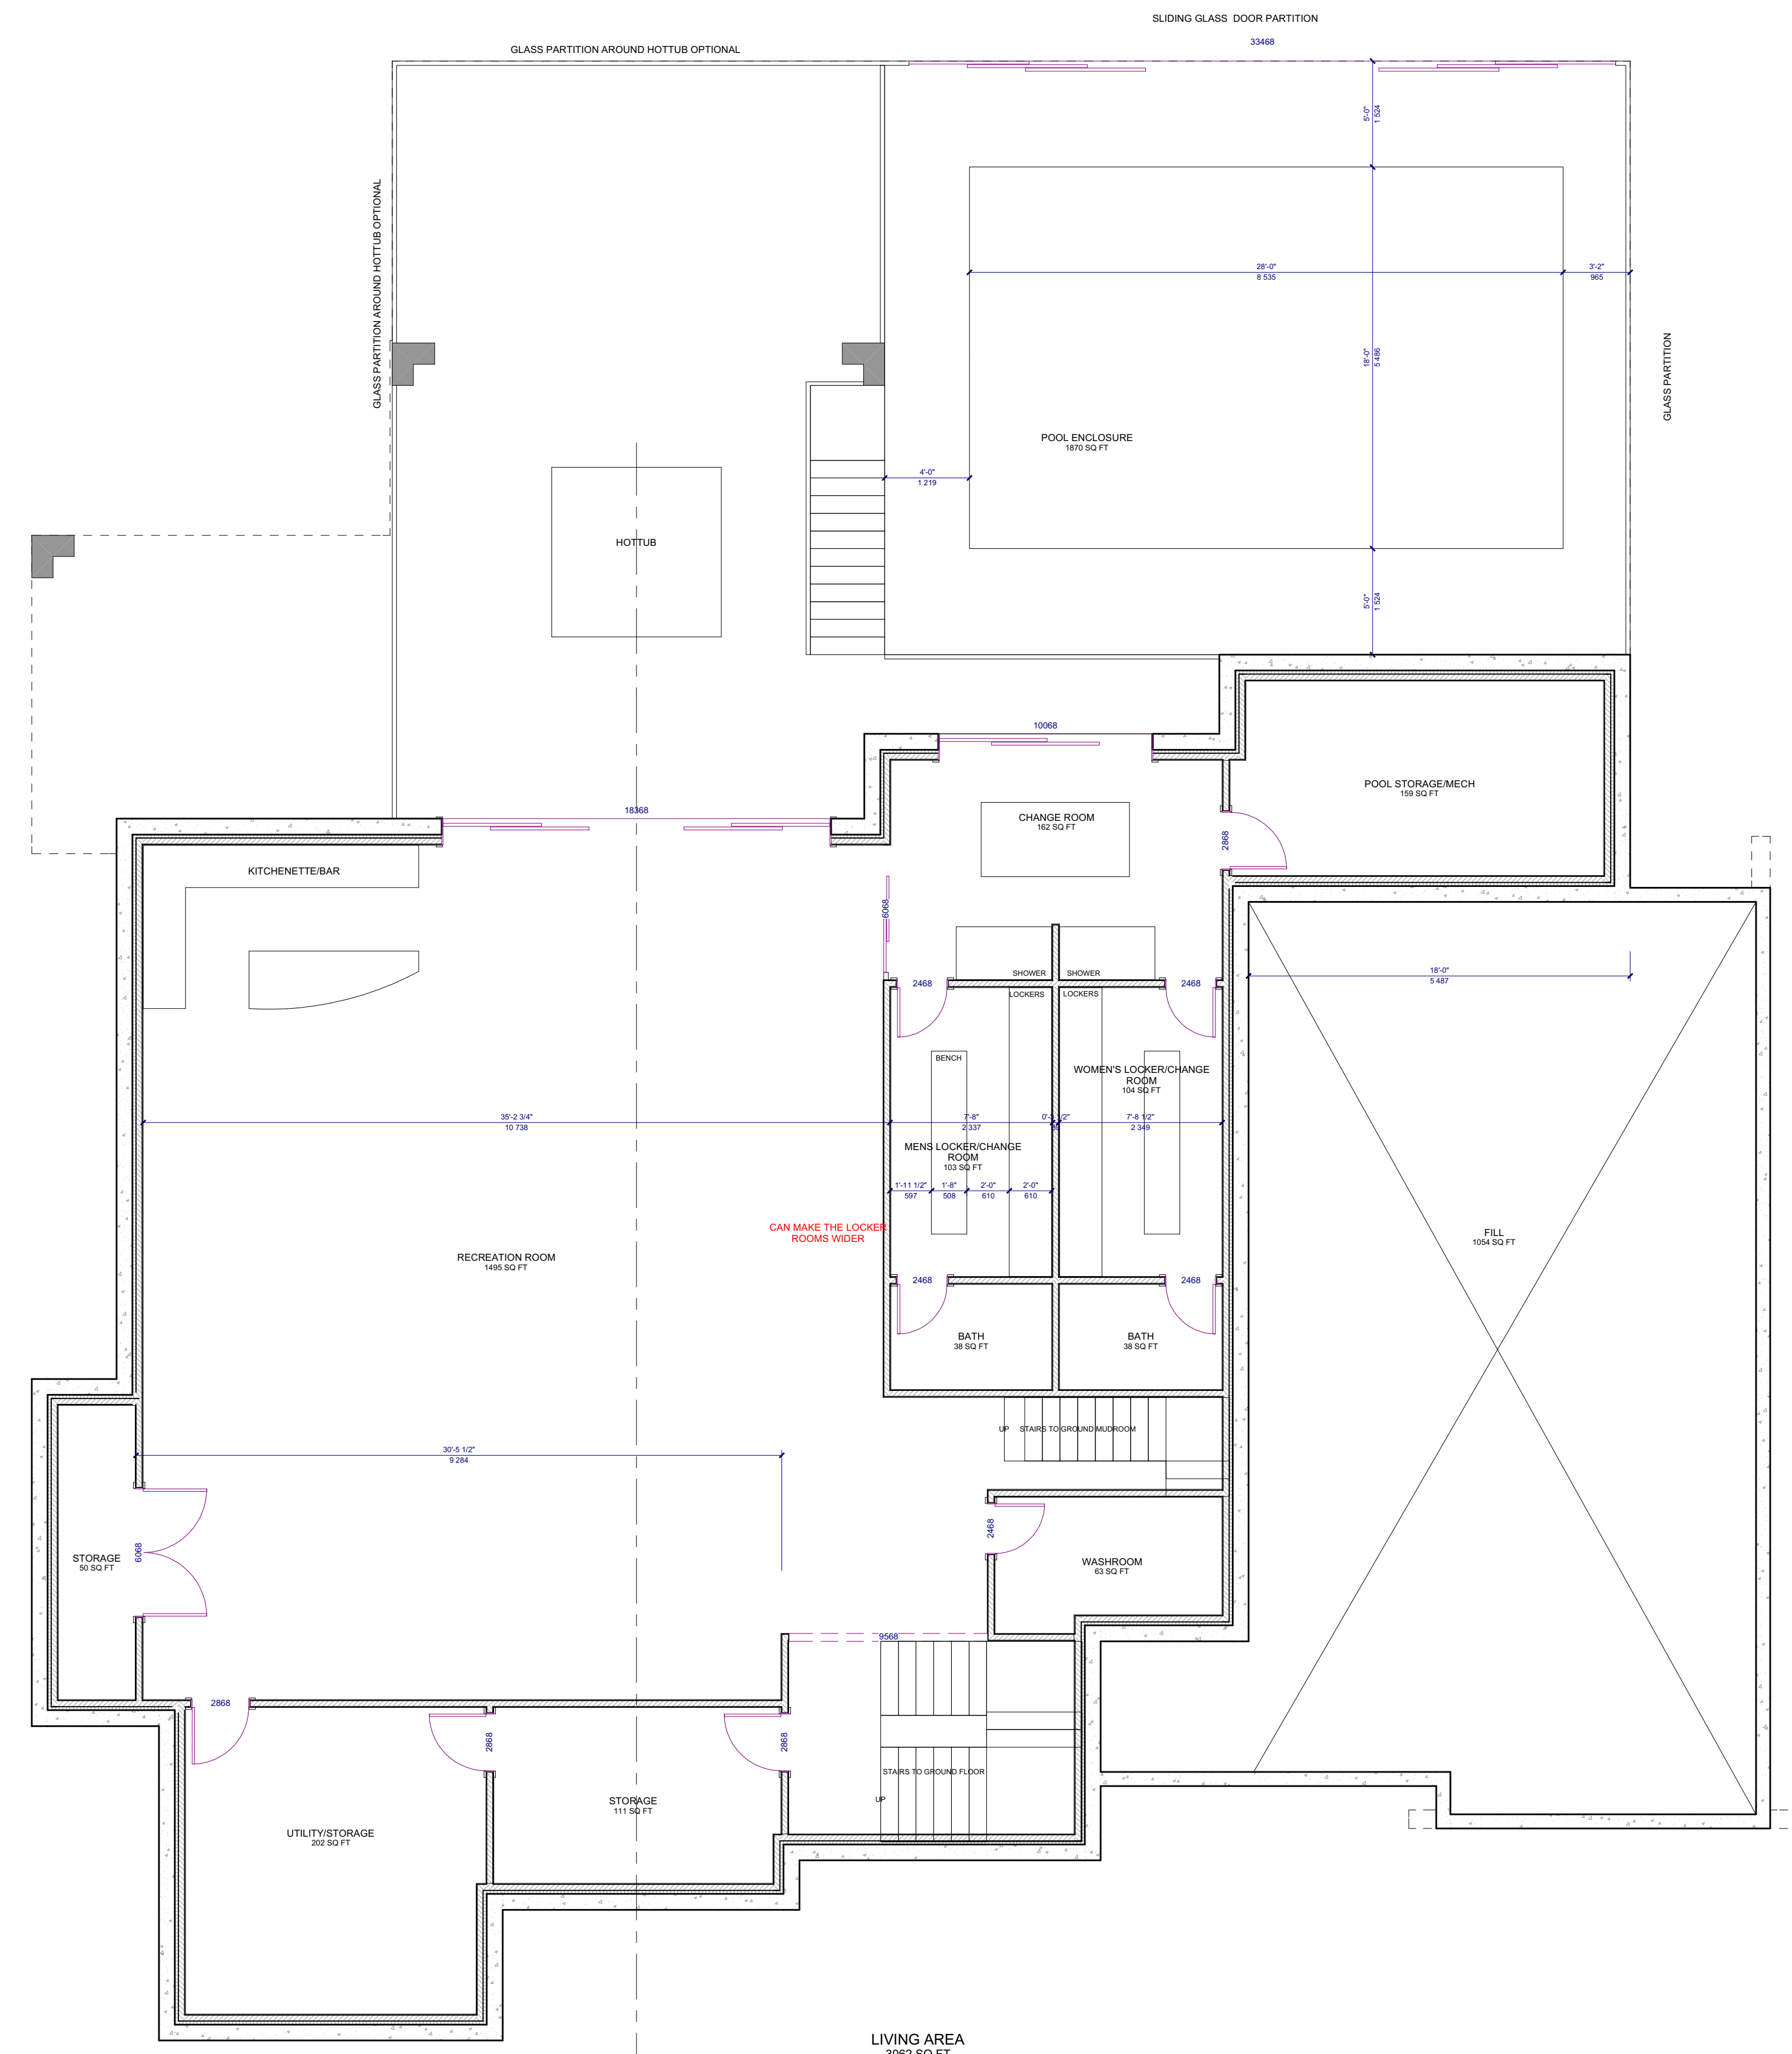 SLIDING GLASS DOOR PARTITION
33468
GLASS PARTITION AROUND HOTTUB OPTIONAL
5'-0"
1 524
GLASS PARTITION AROUND HOTTUB OPTIONAL
28'-0"
8 535
3'-2"
965
18'-0"
5 486
GLASS PARTITION
POOL ENCLOSURE
1870 SQ FT
4'-0"
1 219
HOTTUB
5'-0"
1 524
10068
POOL STORAGE/MECH
159 SQ FT
18368
CHANGE ROOM
162 SQ FT
2868
KITCHENETTE/BAR
6068
SHOWER
SHOWER
18'-0"
5 487
2468
2468
LOCKERS
LOCKERS
BENCH
WOMEN'S LOCKER/CHANGE
ROOM
104 SQ FT
35'-2 3/4"
10 738
7'-8"
2 337
0'-3 1/2"
7'-8 1/2"
2 349
MENS LOCKER/CHANGE
ROOM
103 SQ FT
1'-11 1/2"
597
1'-8"
508
2'-0"
610
2'-0"
610
CAN MAKE THE LOCKER
ROOMS WIDER
FILL
1054 SQ FT
RECREATION ROOM
1495 SQ FT
2468
2468
BATH
38 SQ FT
BATH
38 SQ FT
UP
STAIRS TO GROUND MUDROOM
30'-5 1/2"
9 284
2468
6068
STORAGE
50 SQ FT
WASHROOM
63 SQ FT
9568
2868
2868
2868
STAIRS TO GROUND FLOOR
UP
STORAGE
111 SQ FT
UTILITY/STORAGE
202 SQ FT
LIVING AREA
3062 SQ FT